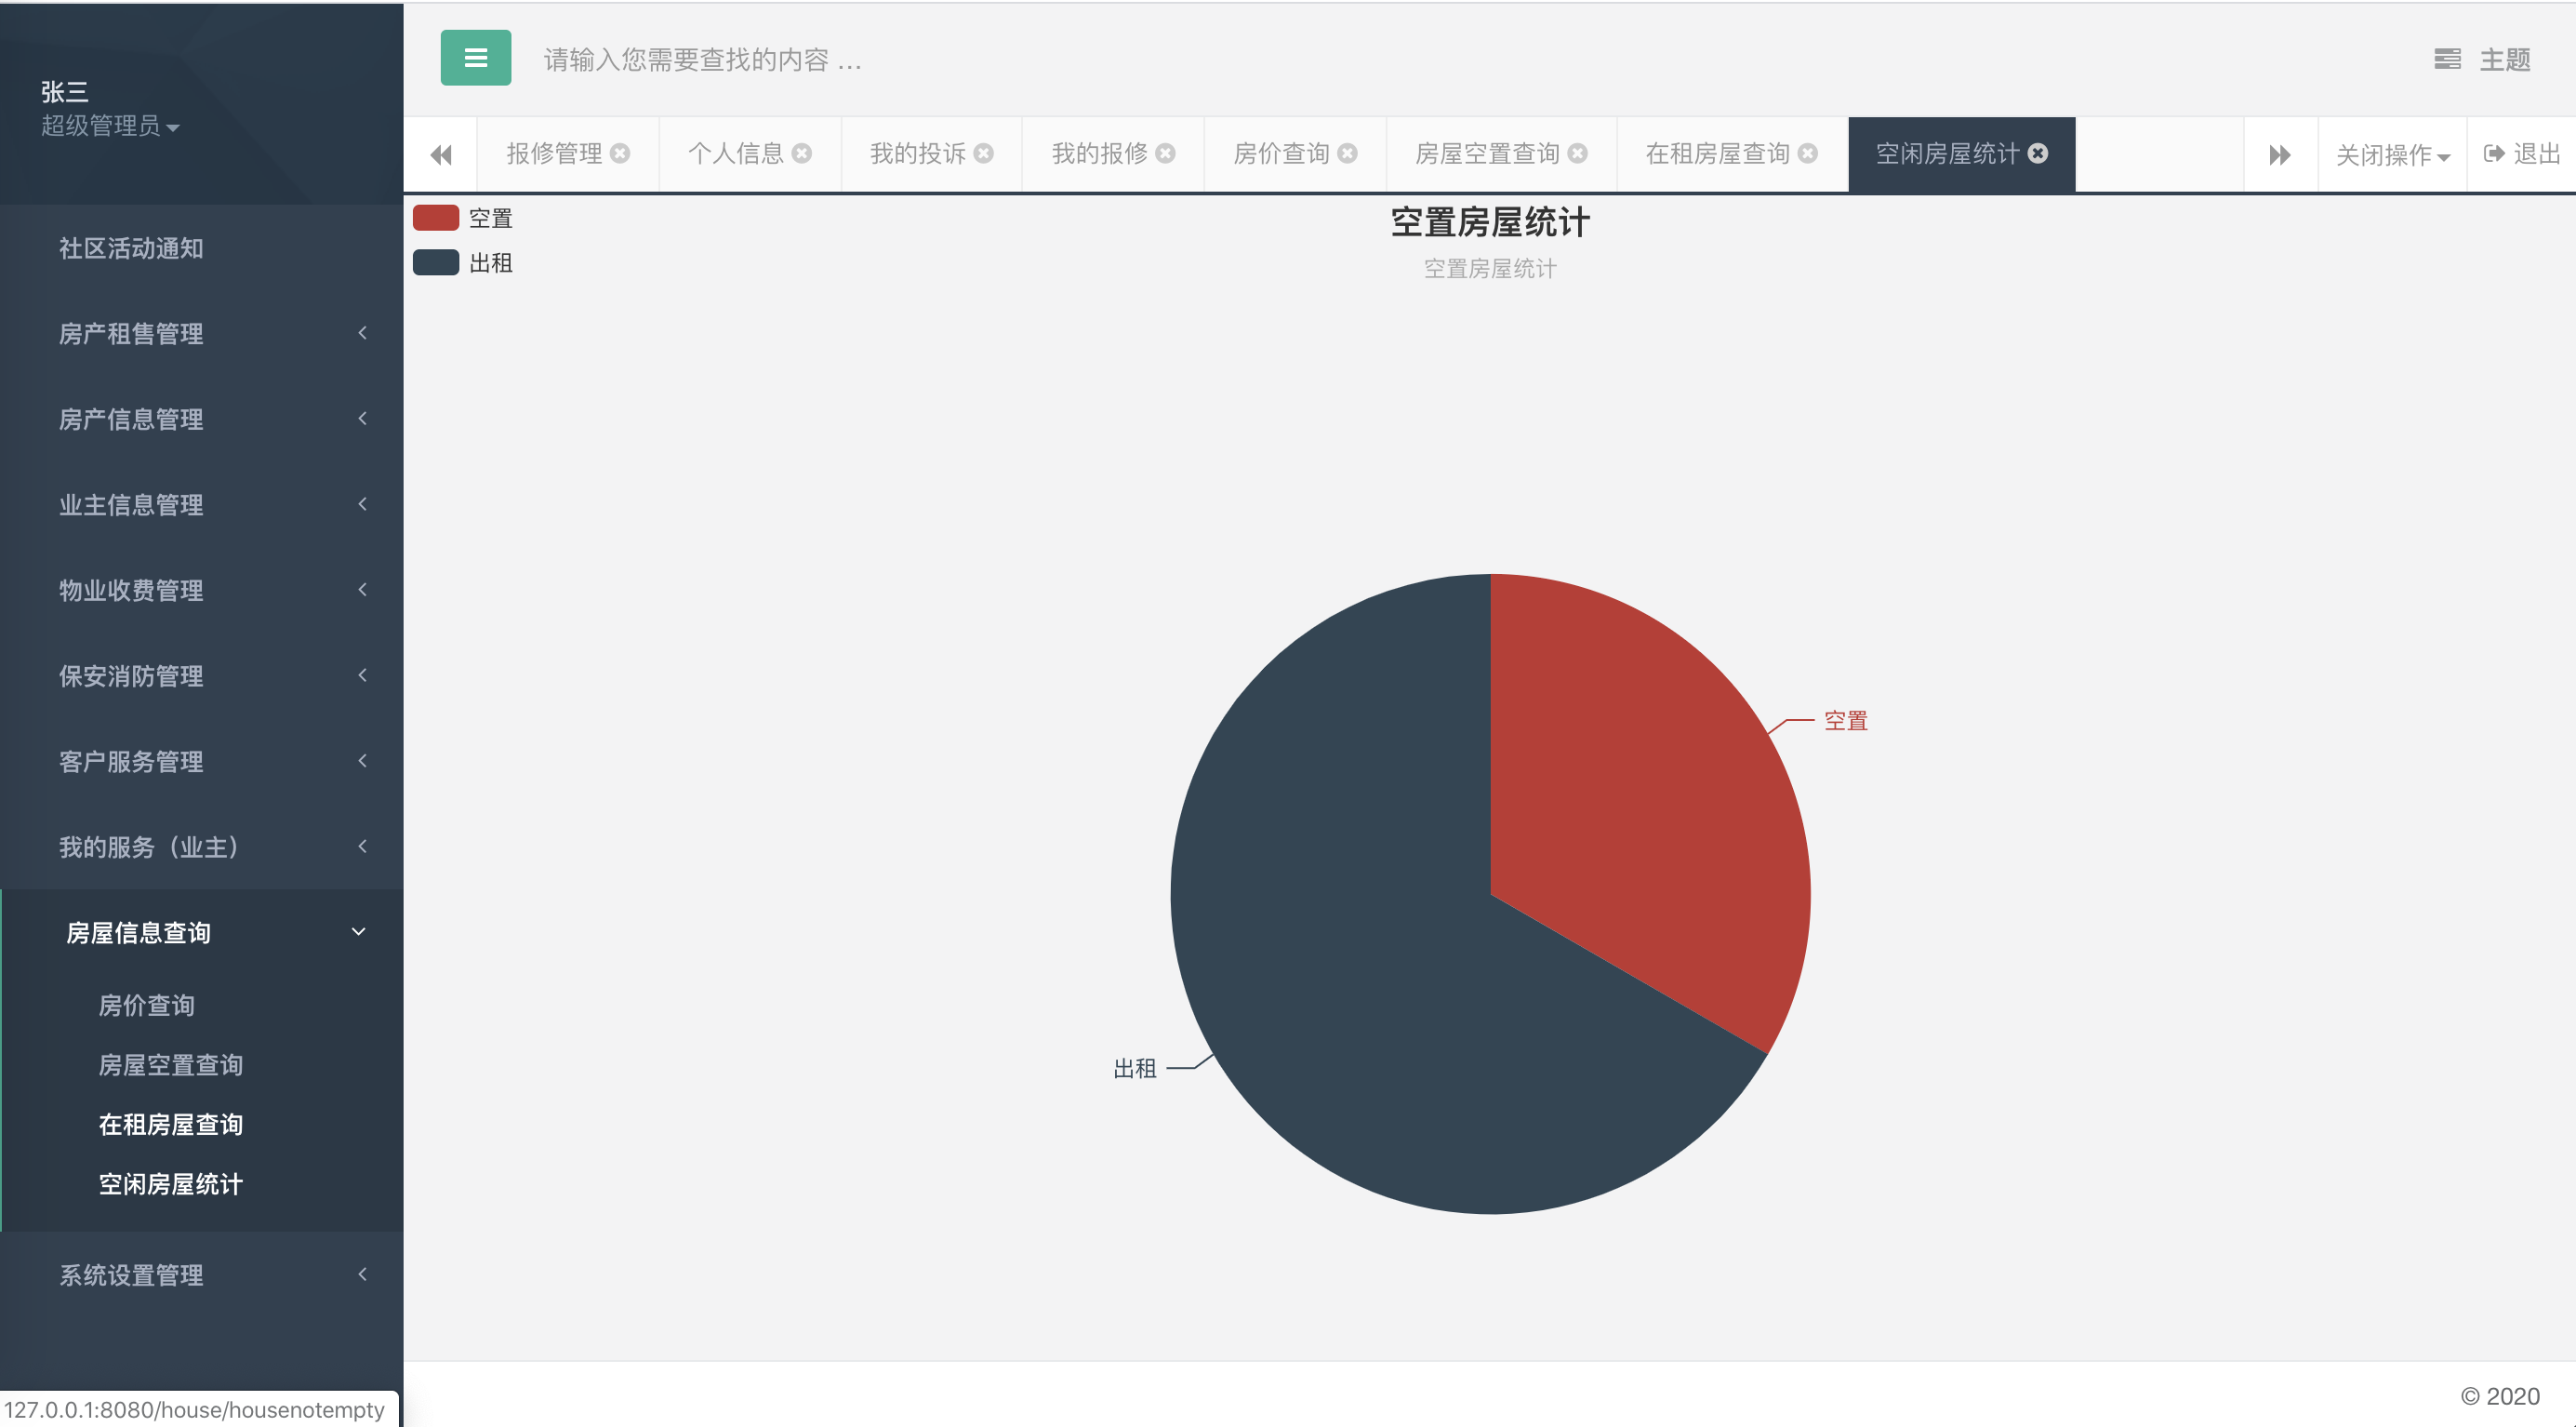 张三
超级管理员
社区活动通知
房产租售管理
房产信息管理
业主信息管理
物业收费管理
保安消防管理
客户服务管理
我的服务（业主）
房屋信息查询
房价查询
房屋空置查询
在租房屋查询
空闲房屋统计
系统设置管理
127.0.0.1:8080/house/housenotempty
请输入您需要查找的内容 …
主题
报修管理
个人信息
我的投诉
我的报修
房价查询
房屋空置查询
在租房屋查询
空闲房屋统计
关闭操作
退出
空置
出租
空置房屋统计
空置房屋统计
空置
出租
© 2020